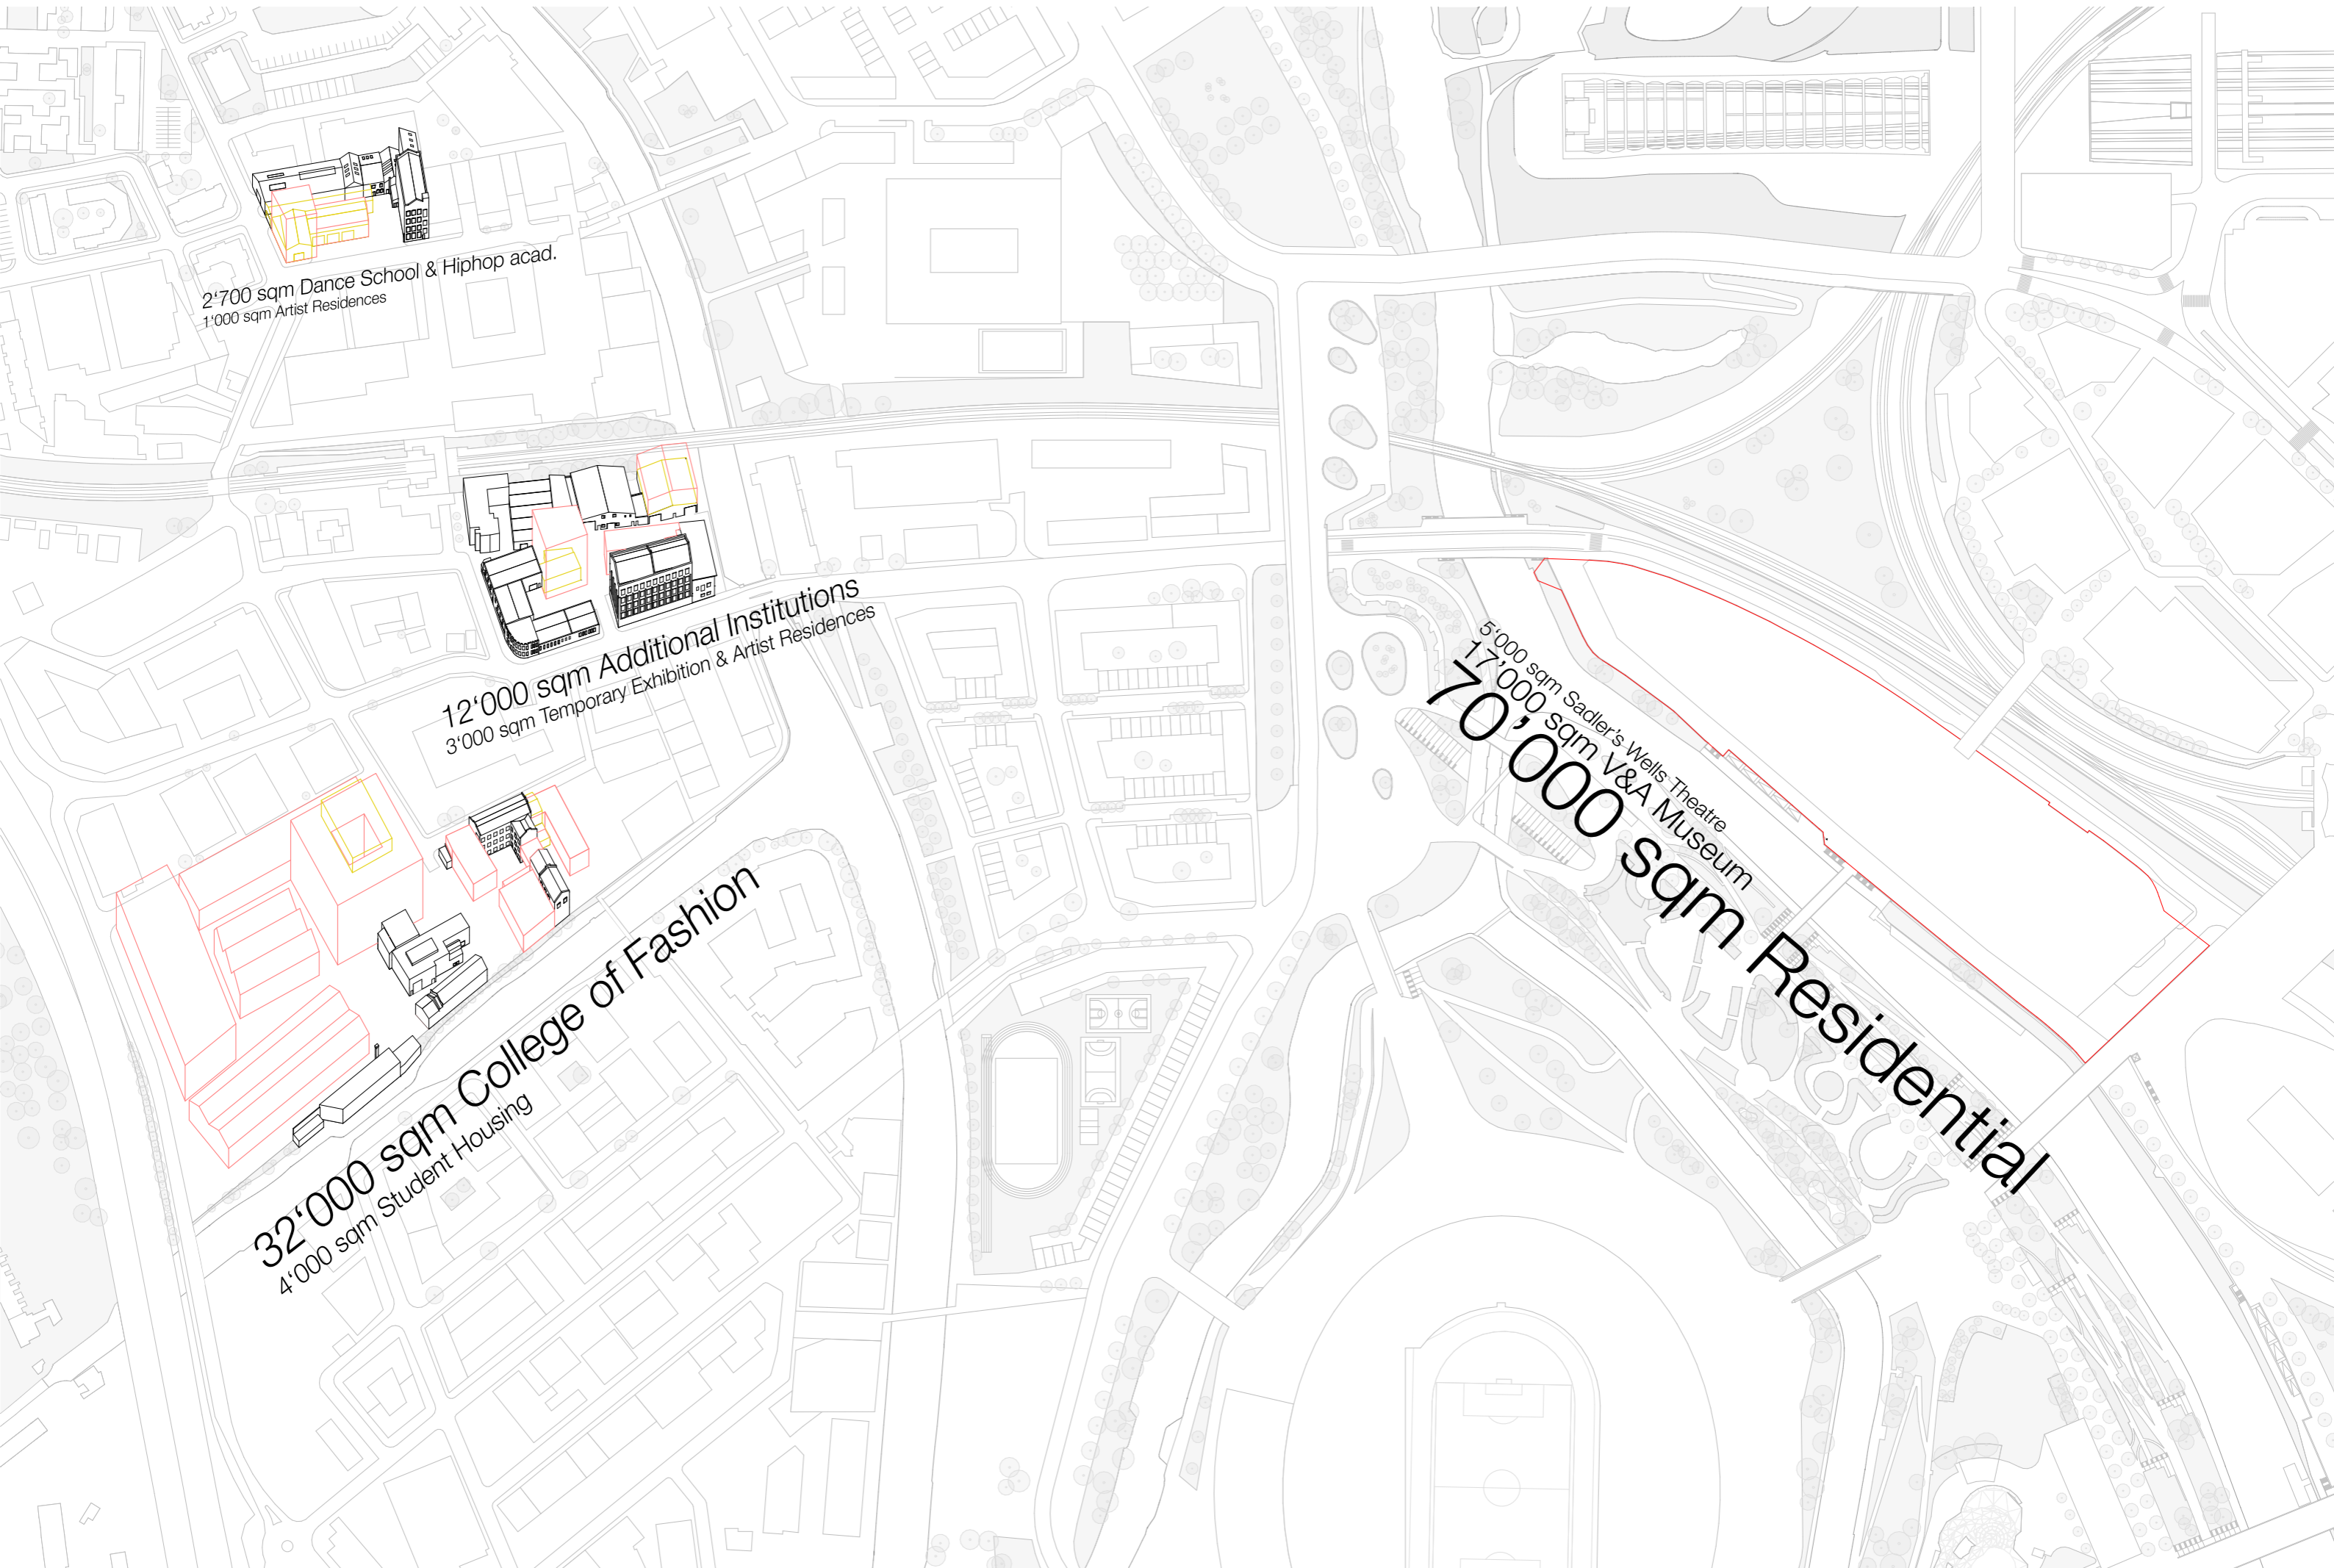 2‘700 sqm Dance School & Hiphop acad.
1‘000 sqm Artist Residences
12‘000 sqm Additional Institutions
3‘000 sqm Temporary Exhibition & Artist Residences
5‘000 sqm Sadler’s Wells Theatre
17’000 sqm V&A Museum
70’000 sqm Residential
32‘000 sqm College of Fashion
4‘000 sqm Student Housing